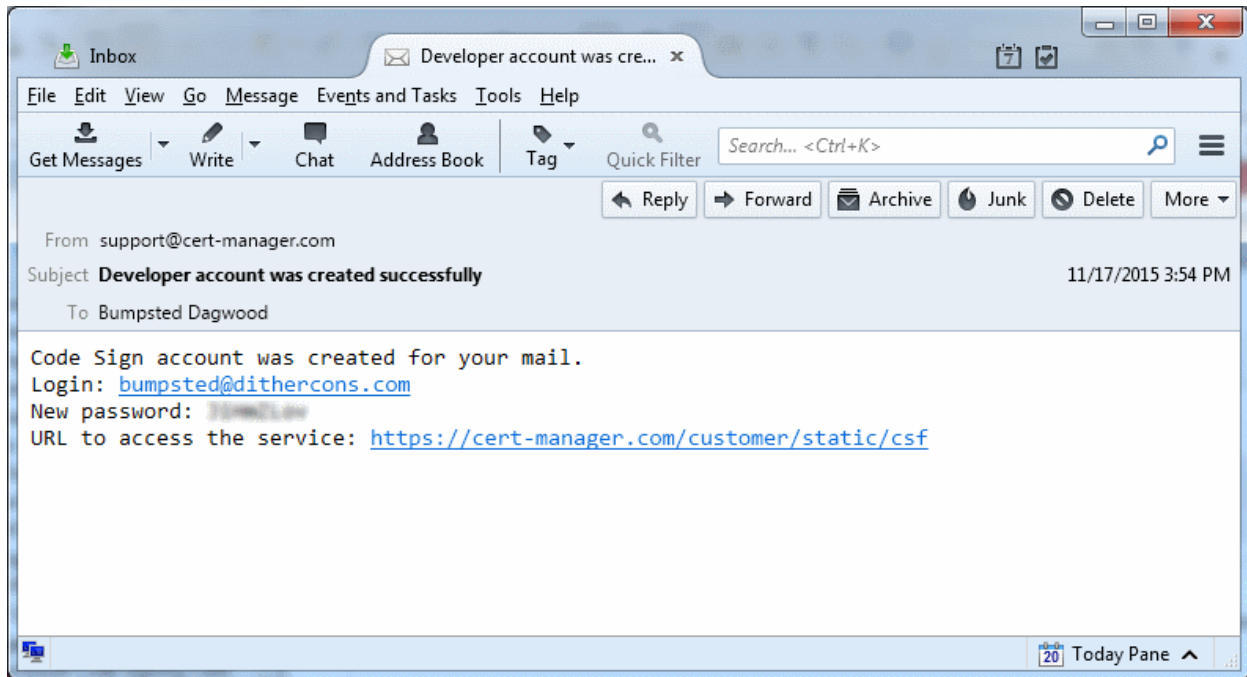 Inbox
Developer account was cre... x
7
File Edit View Go Message Events and Tasks Tools Help
Get Messages Write Chat Address Book Tag Quick Filter Search... <Ctrl+K>
Reply Forward Archive Junk Delete More
From support@cert-manager.com
Subject Developer account was created successfully 11/17/2015 3:54 PM
To Bumpsted Dagwood
Code Sign account was created for your mail.
Login: bumpsted@dithercons.com
New password:
URL to access the service: https://cert-manager.com/customer/static/csf
20 Today Pane